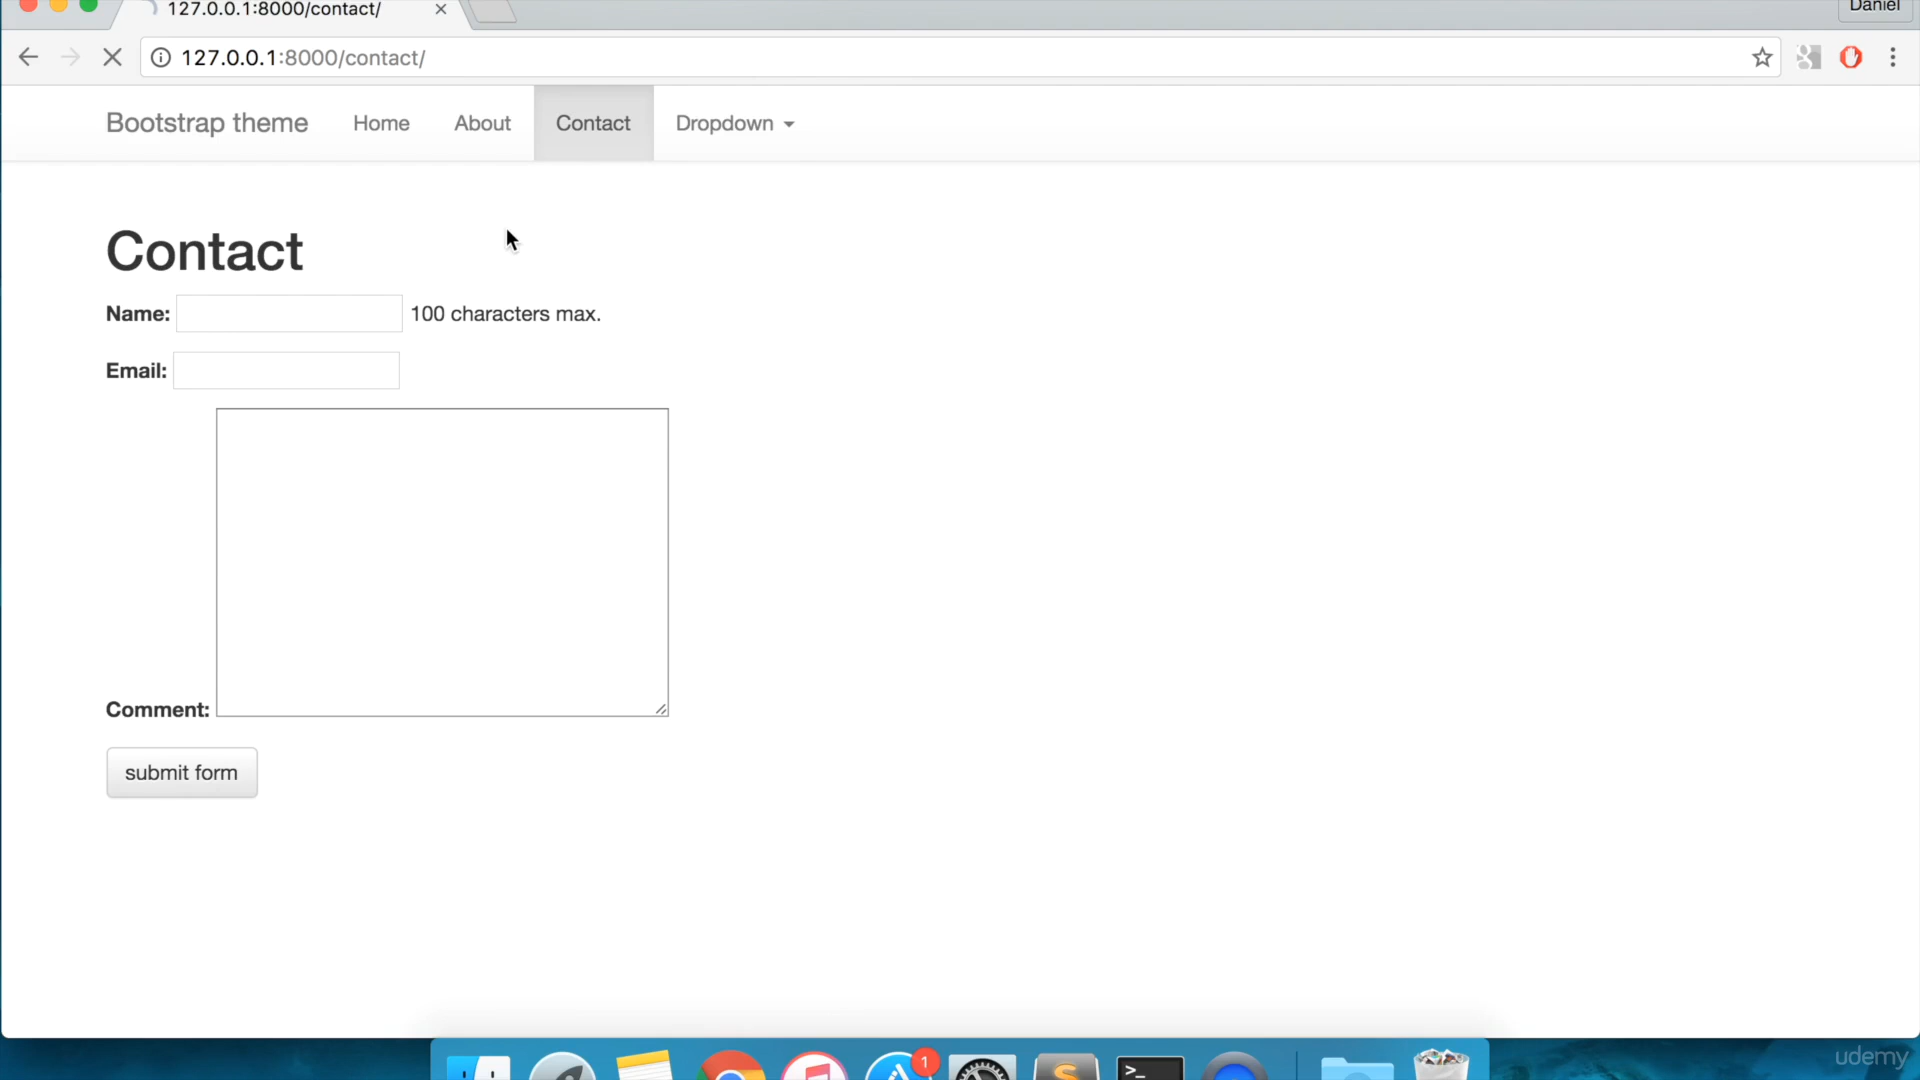 127.0.0.1:8000/contact/
Daniel
127.0.0.1:8000/contact/
Bootstrap theme Home About Contact Dropdown
Contact
Name: 100 characters max.
Email:
Comment:
submit form
1
S
>_
udemy